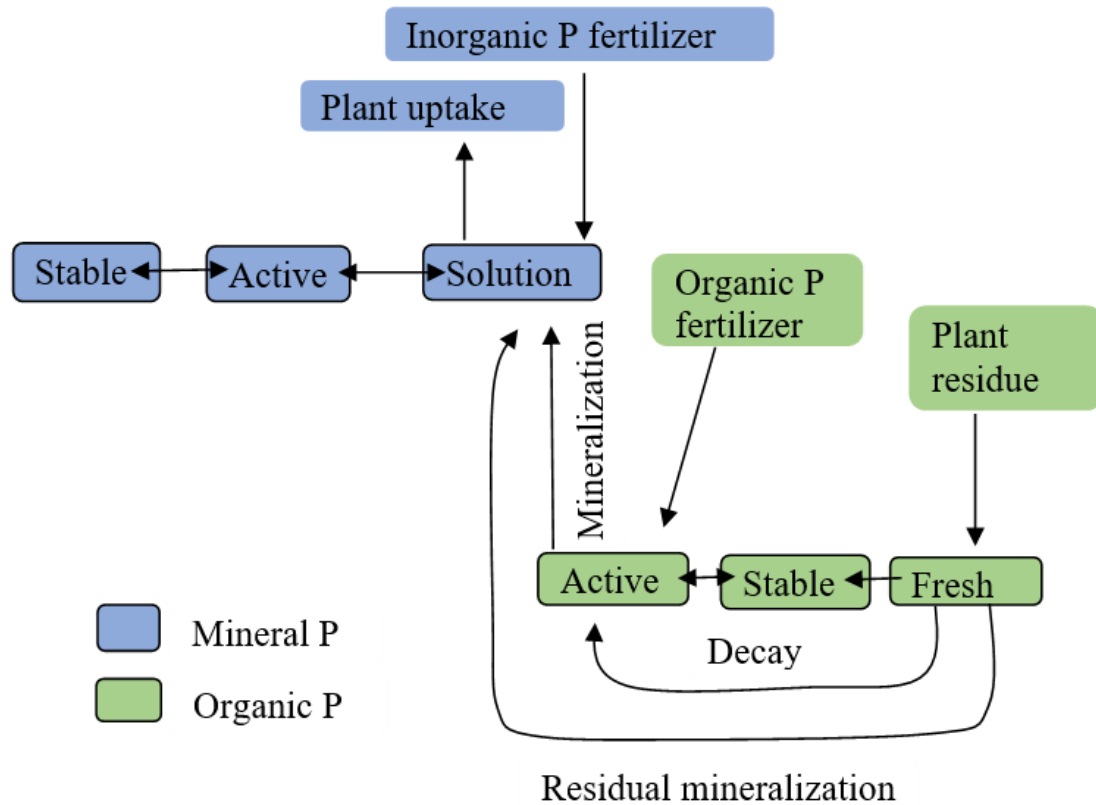 Inorganic P fertilizer
Plant uptake
Stable
Active
Solution
Organic P
fertilizer
Plant
residue
Mineralization
Active
Stable
Fresh
Decay
Mineral P
Organic P
Residual mineralization